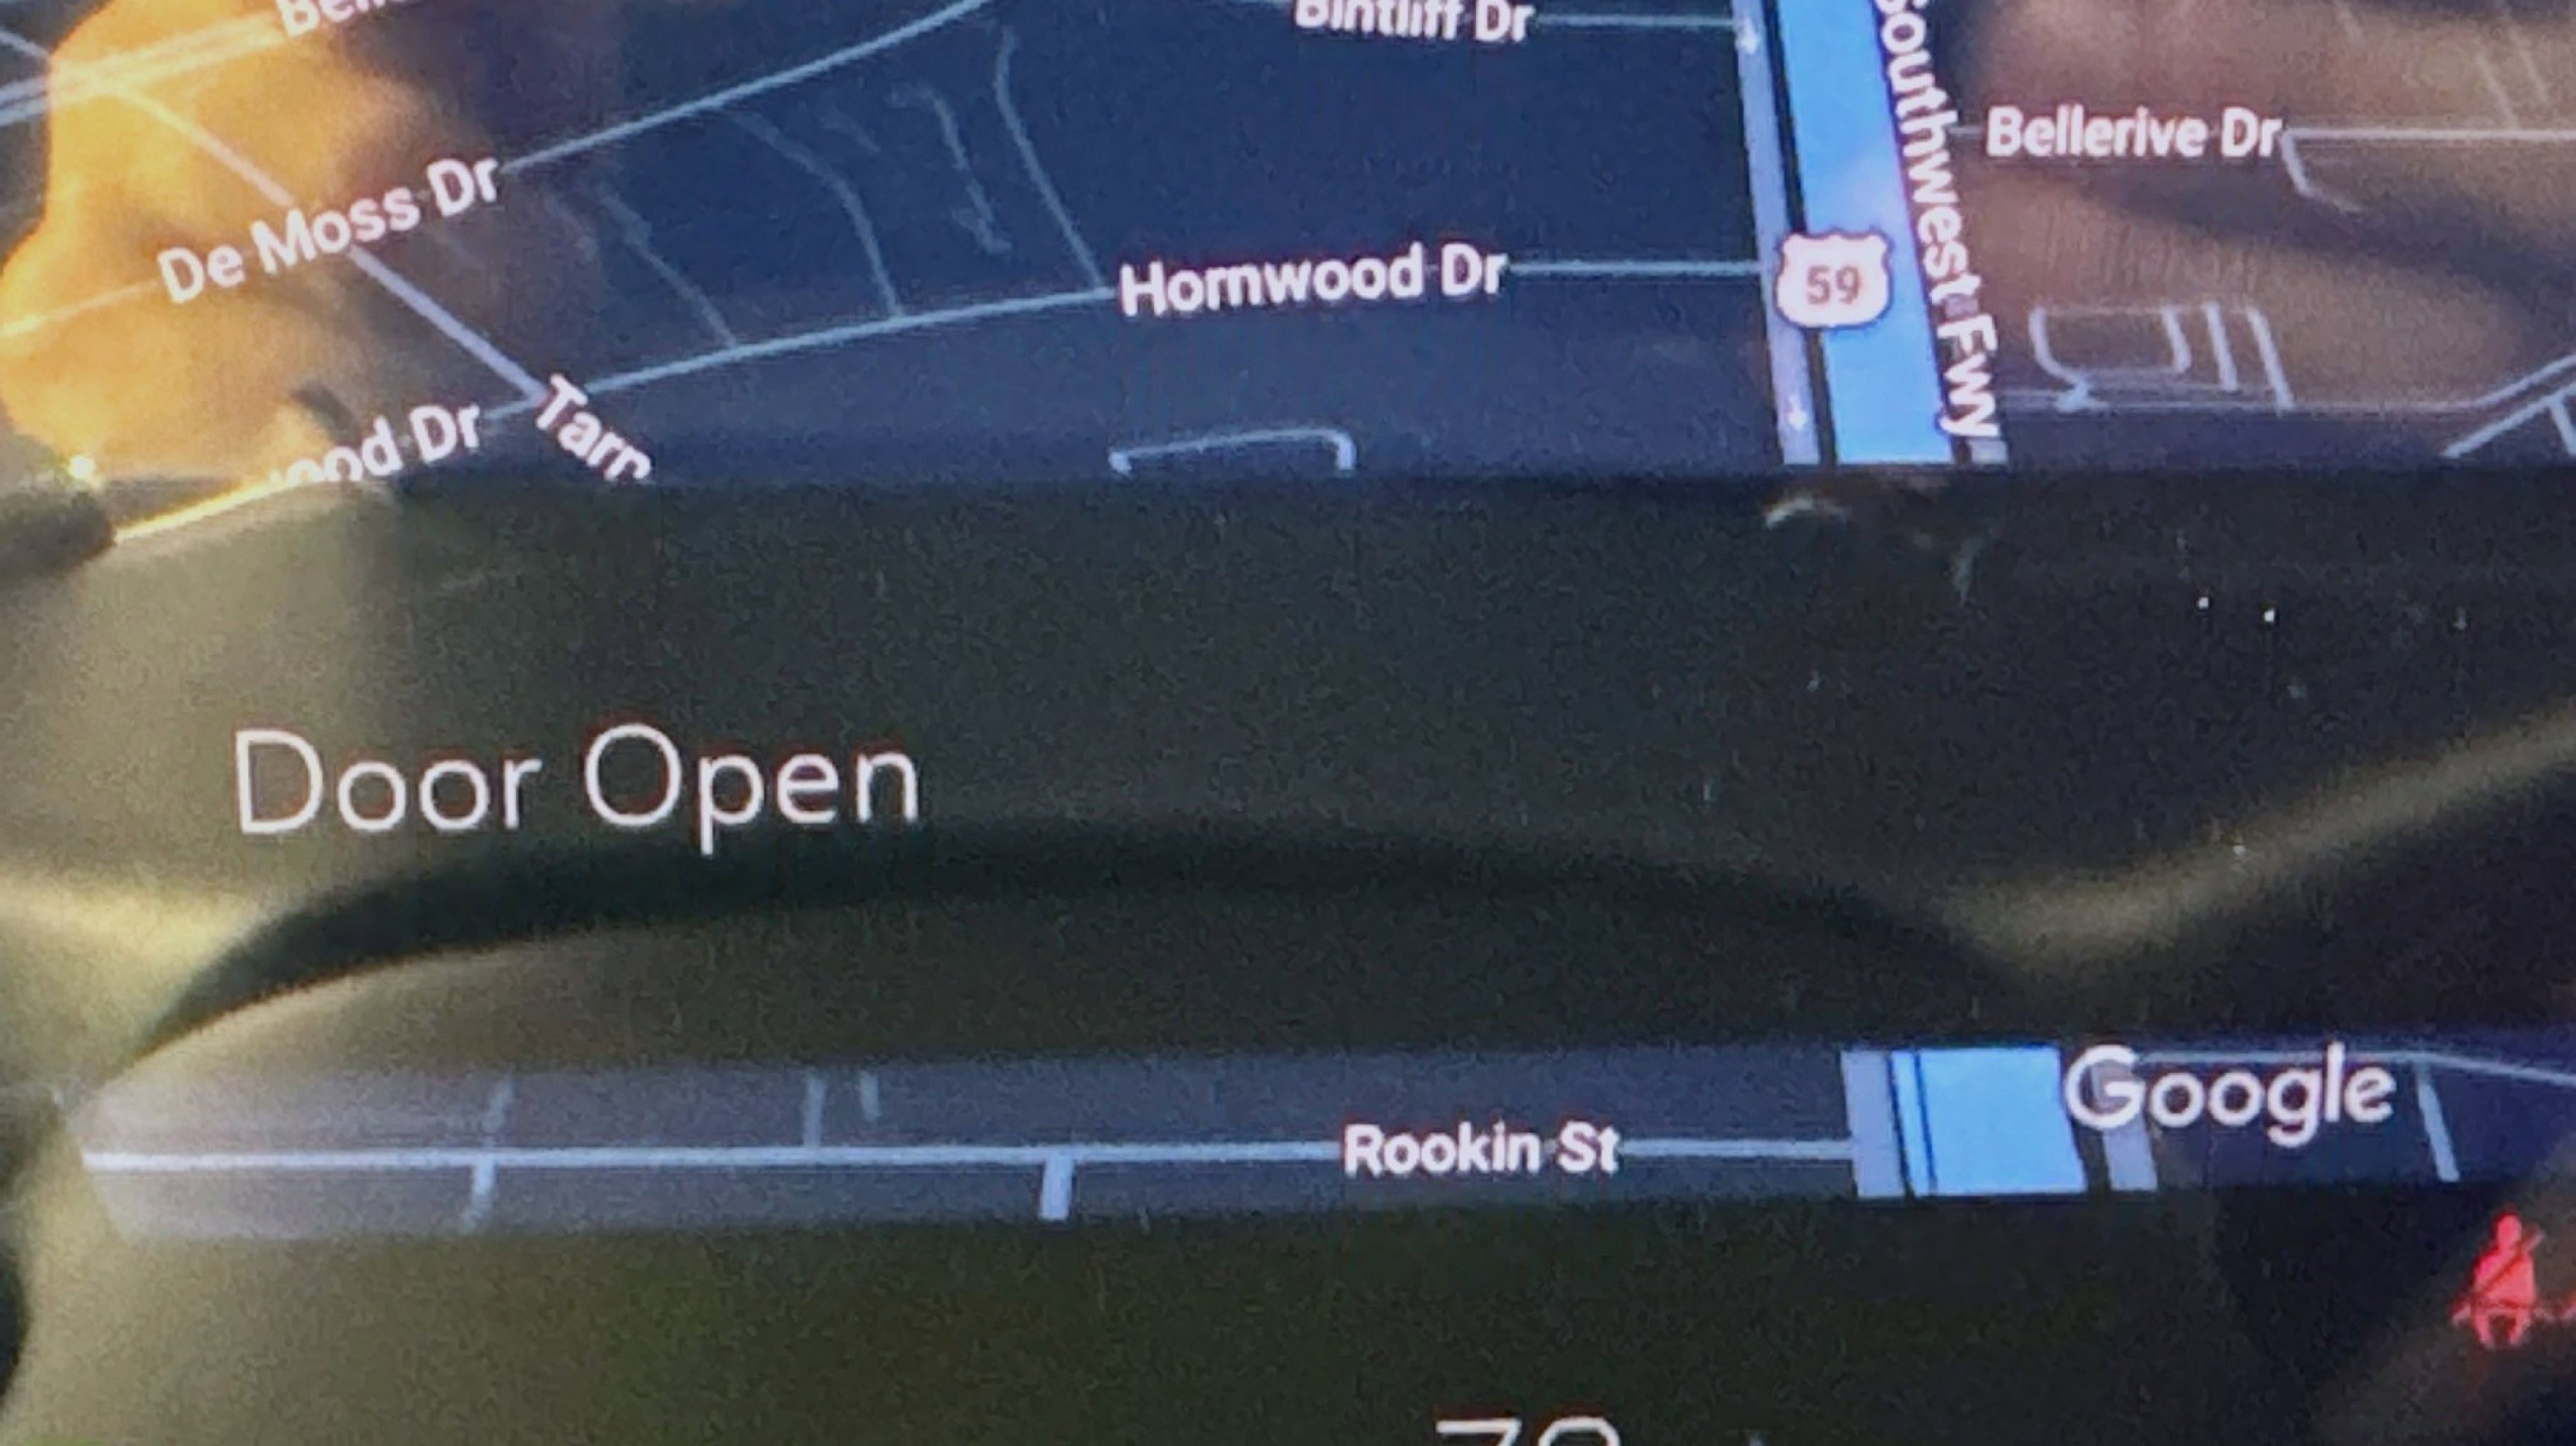 Bintliff Dr
Southwest Fwy
Bellerive Dr
De Moss Dr
Hornwood Dr
59
Door Open
Google
Rookin St